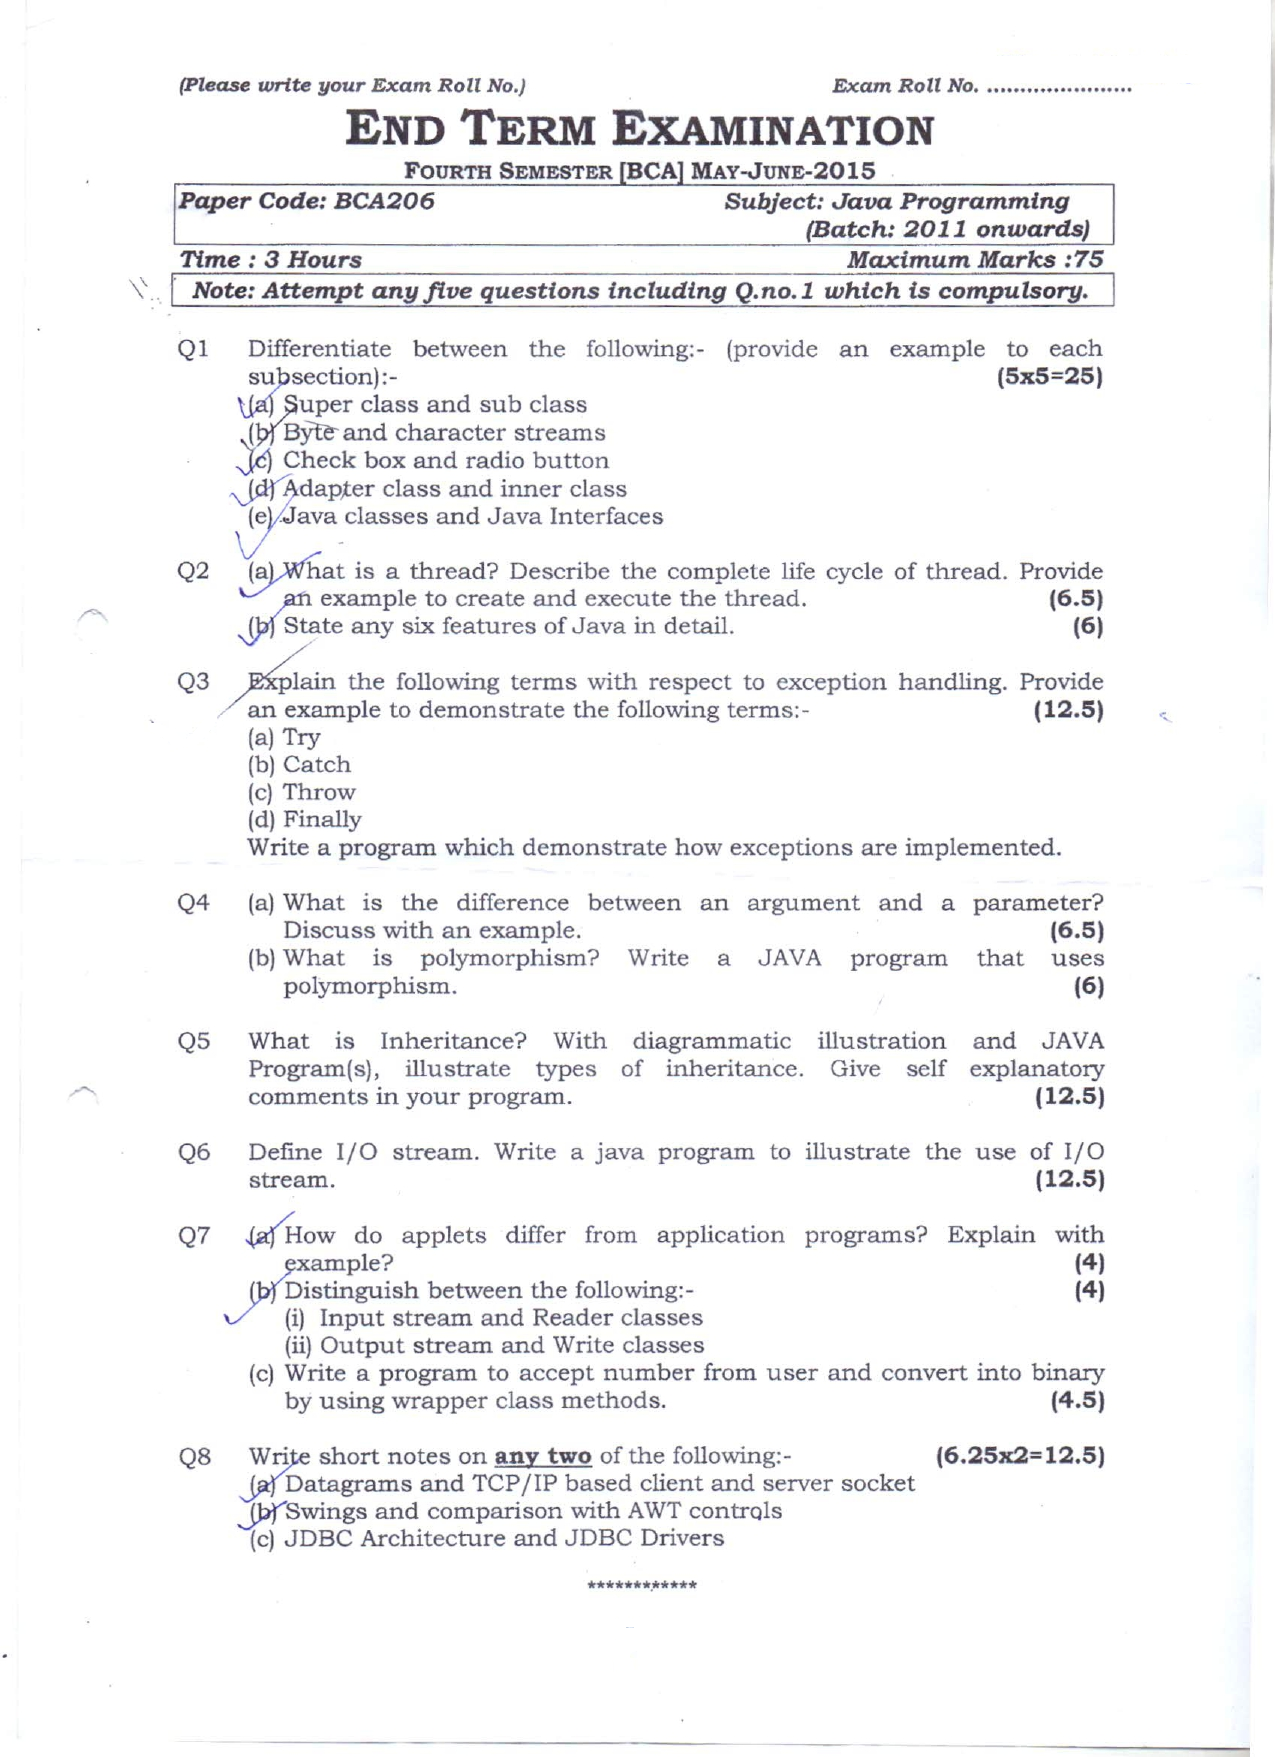 (Please write your Exam Roll No.) Exam Roll No. ......................
END TERM EXAMINATION
FOURTH SEMESTER [BCA] MAY-JUNE-2015
Paper Code: BCA206 Subject: Java Programming
(Batch: 2011 onwards)
Time : 3 Hours Maximum Marks :75
Note: Attempt any five questions including Q.no.1 which is compulsory.
Q1 Differentiate between the following:- (provide an example to each
subsection):- (5x5=25)
(a) Super class and sub class
(b) Byte and character streams
(c) Check box and radio button
(d) Adapter class and inner class
(e) Java classes and Java Interfaces
Q2 (a) What is a thread? Describe the complete life cycle of thread. Provide
an example to create and execute the thread. (6.5)
(b) State any six features of Java in detail. (6)
Q3 Explain the following terms with respect to exception handling. Provide
an example to demonstrate the following terms:- (12.5)
(a) Try
(b) Catch
(c) Throw
(d) Finally
Write a program which demonstrate how exceptions are implemented.
Q4 (a) What is the difference between an argument and a parameter?
Discuss with an example. (6.5)
(b) What is polymorphism? Write a JAVA program that uses
polymorphism. (6)
Q5 What is Inheritance? With diagrammatic illustration and JAVA
Program(s), illustrate types of inheritance. Give self explanatory
comments in your program. (12.5)
Q6 Define I/O stream. Write a java program to illustrate the use of I/O
stream. (12.5)
Q7 (a) How do applets differ from application programs? Explain with
example? (4)
(b) Distinguish between the following:- (4)
(i) Input stream and Reader classes
(ii) Output stream and Write classes
(c) Write a program to accept number from user and convert into binary
by using wrapper class methods. (4.5)
Q8 Write short notes on any two of the following:- (6.25x2=12.5)
(a) Datagrams and TCP/IP based client and server socket
(b) Swings and comparison with AWT controls
(c) JDBC Architecture and JDBC Drivers
************